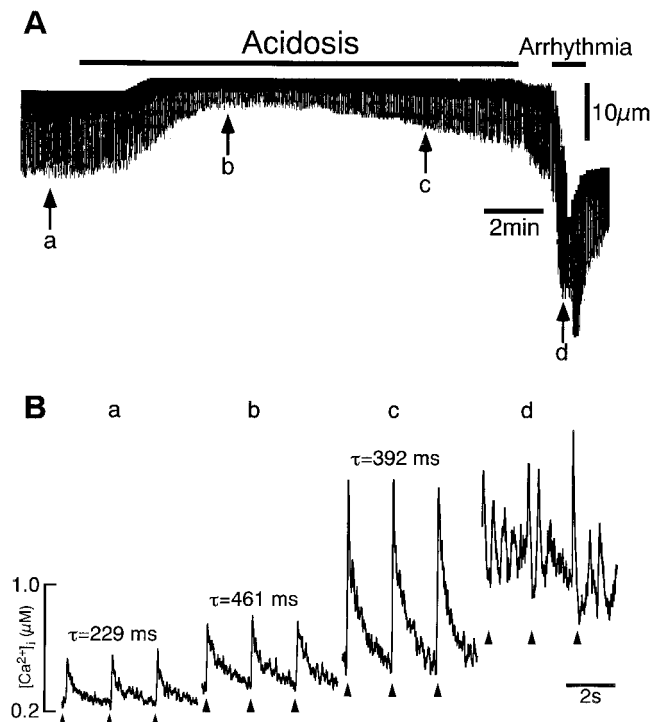 A
Acidosis
Arrhythmia
10μm
a
b
c
2min
d
B
a
b
c
d
τ=392 ms
τ=461 ms
τ=229 ms
1.0
[Ca²⁺]ᵢ (μM)
0.2
2s